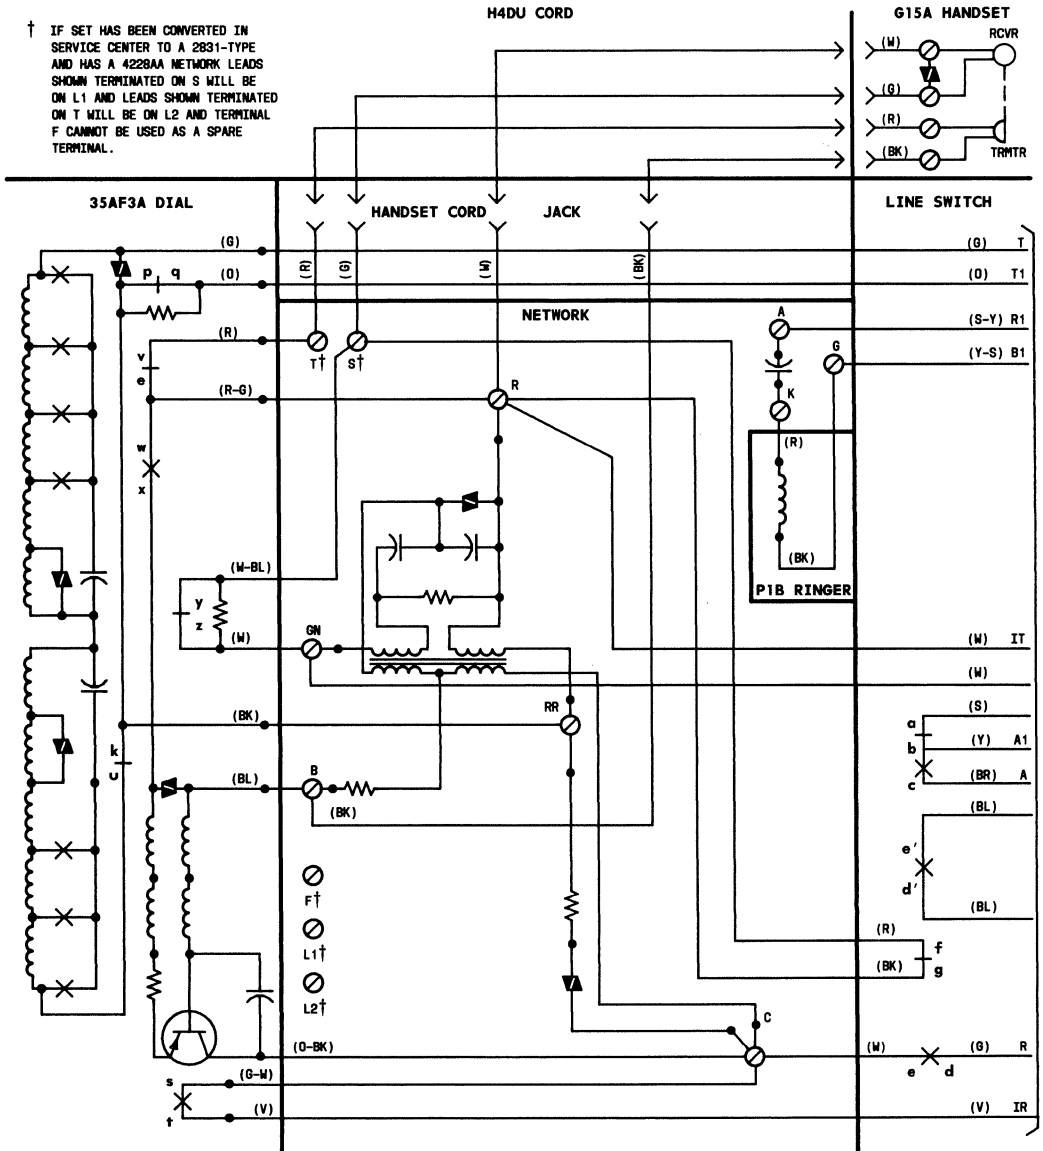 H4DU CORD
G15A HANDSET
† IF SET HAS BEEN CONVERTED IN
SERVICE CENTER TO A 2831-TYPE
AND HAS A 4228AA NETWORK LEADS
SHOWN TERMINATED ON S WILL BE
ON L1 AND LEADS SHOWN TERMINATED
ON T WILL BE ON L2 AND TERMINAL
F CANNOT BE USED AS A SPARE
TERMINAL.
RCVR
(W)
(G)
(R)
(BK)
TRMTR
35AF3A DIAL
HANDSET CORD JACK
LINE SWITCH
(G)
(G) T
(R)
(G)
(W)
(BK)
p q
(O)
(O) T1
NETWORK
A
(S-Y) R1
(R)
T†
S†
G
(Y-S) B1
v
e
(R-G)
R
K
(R)
w
x
(BK)
P1B RINGER
(W-BL)
y
z
(W)
GN
(W) IT
(W)
(BK)
RR
(S)
a
b
(Y) A1
c
(BR) A
k
u
(BL)
B
(BK)
(BL)
e'
d'
(BL)
F†
L1†
L2†
(R)
f
(BK)
g
C
(O-BK)
(W)
(G) R
e d
s
(G-W)
t
(V)
(V) IR